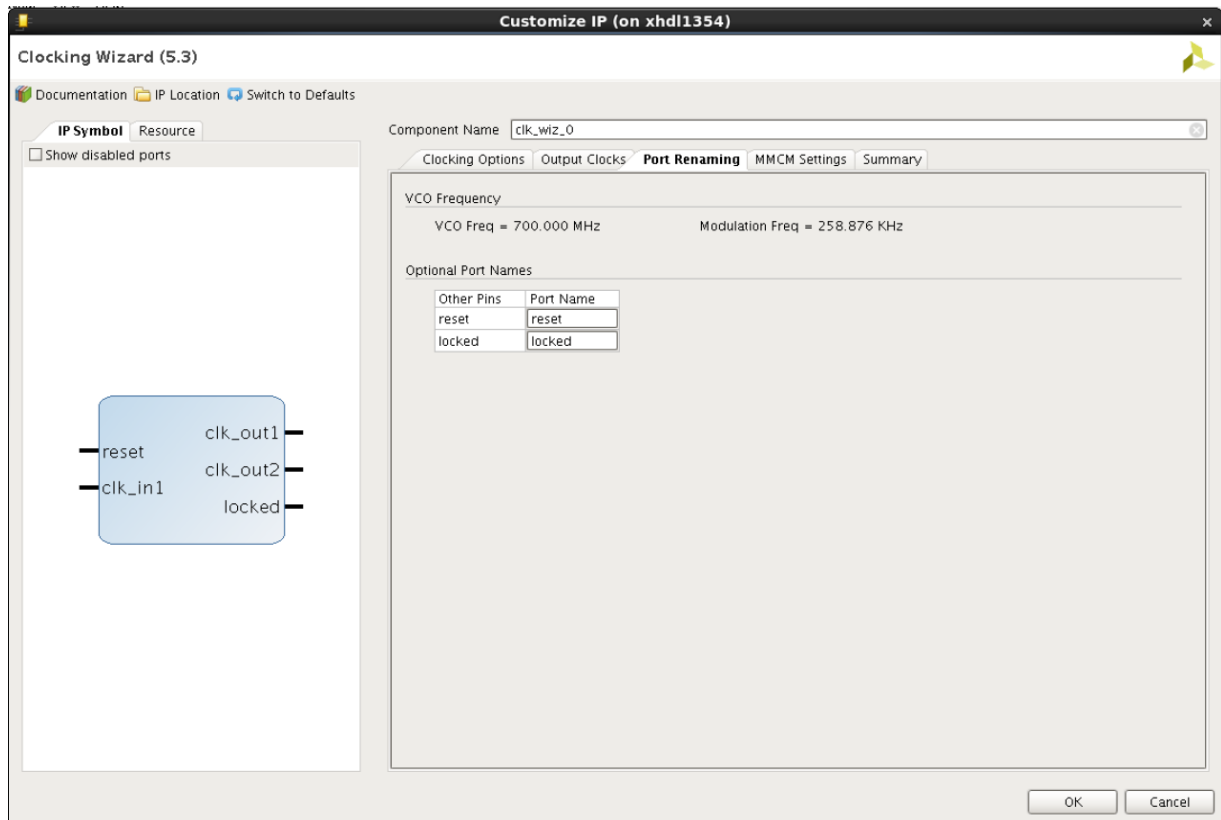 Customize IP (on xhdl1354)
Clocking Wizard (5.3)
Documentation IP Location Switch to Defaults
IP Symbol Resource
Show disabled ports
reset
clk_in1
clk_out1
clk_out2
locked
Component Name clk_wiz_0
Clocking Options Output Clocks Port Renaming MMCM Settings Summary
VCO Frequency
VCO Freq = 700.000 MHz Modulation Freq = 258.876 KHz
Optional Port Names
Other Pins Port Name
reset reset
locked locked
OK Cancel